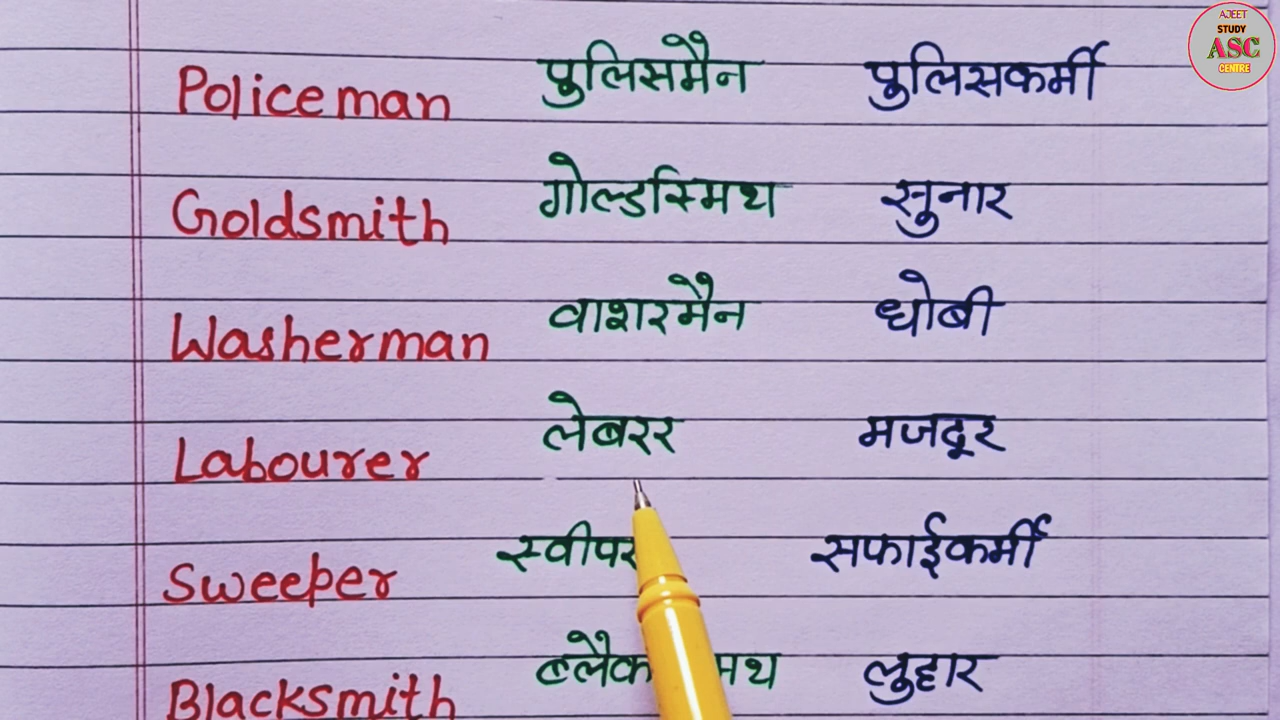 AJEET
STUDY
ASC
CENTRE
Policeman पुलिसमैन पुलिसकर्मी
Goldsmith गोल्डस्मिथ सुनार
Washerman वाशरमैन धोबी
Labourer लेबरर मजदूर
Sweeper सफाईकर्मी
Blacksmith लुहार